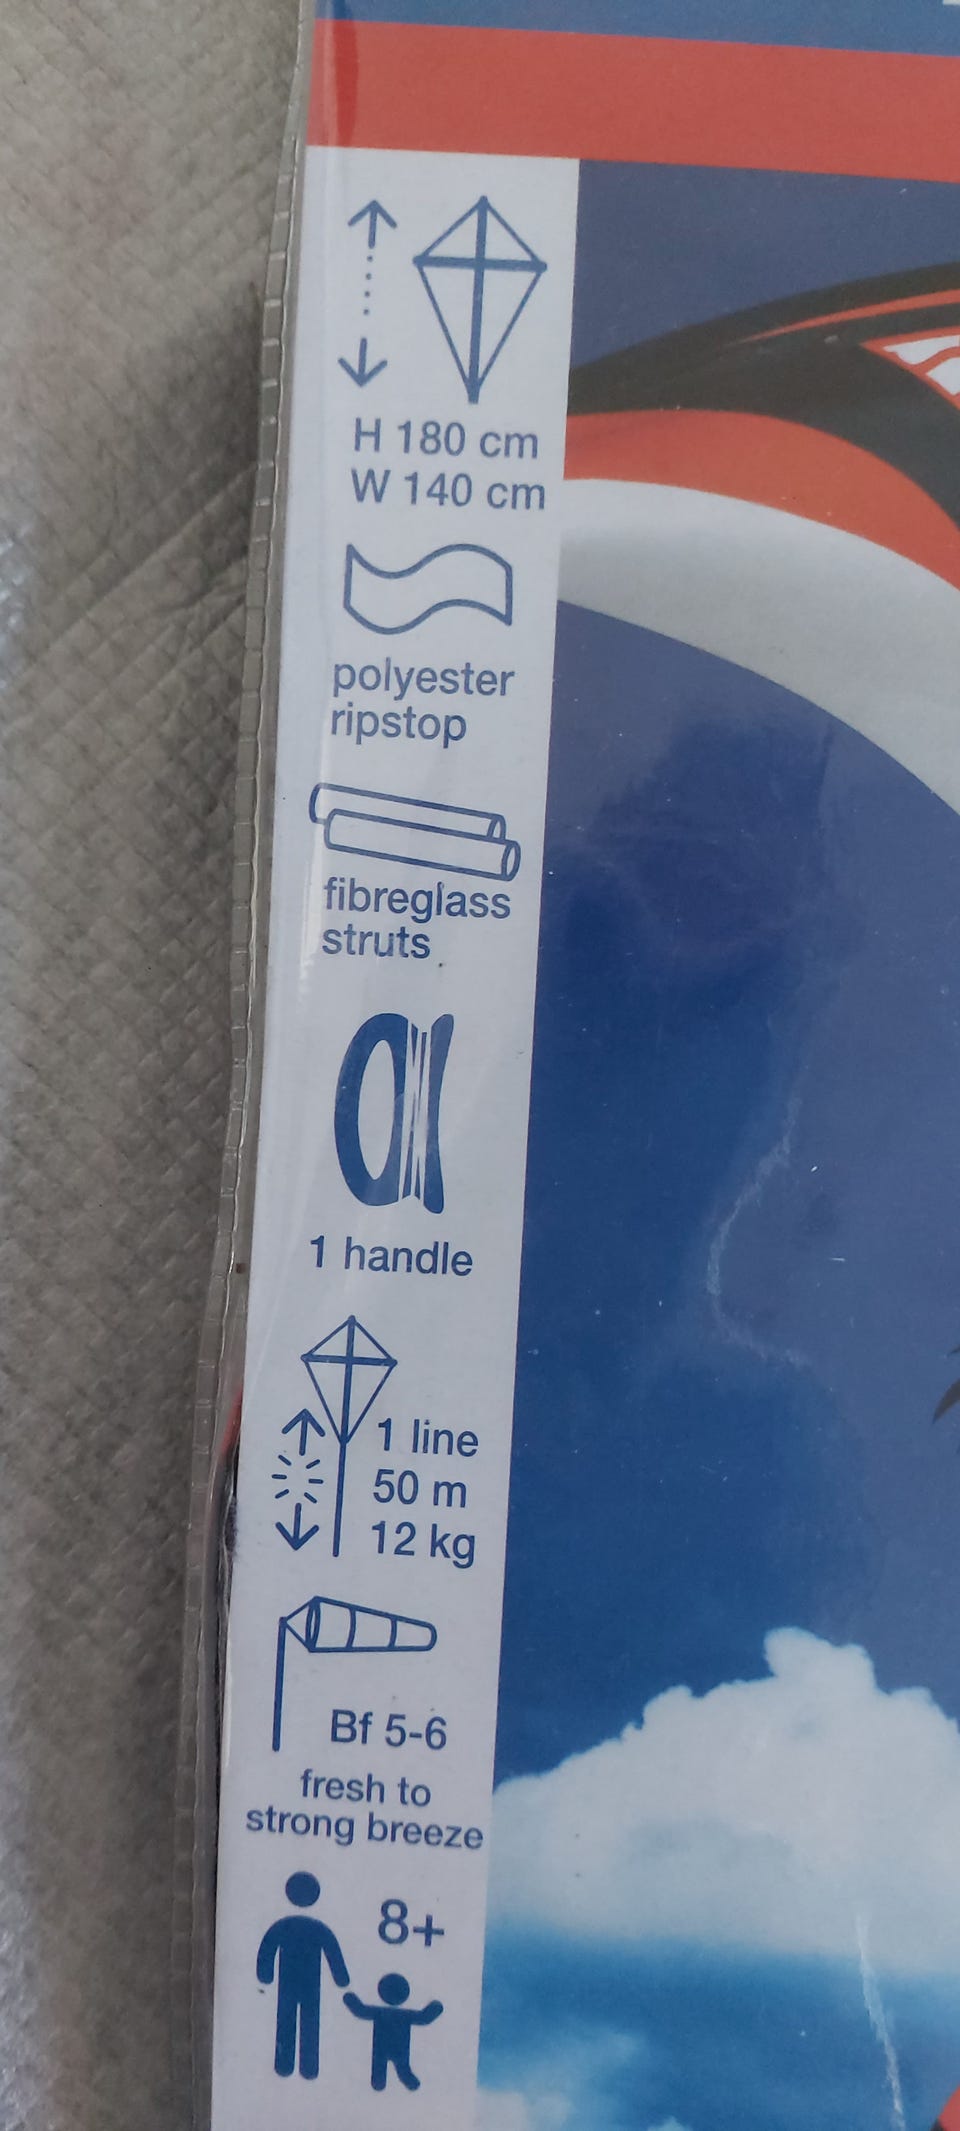 H 180 cm
W 140 cm
polyester
ripstop
fibreglass
struts
1 handle
1 line
50 m
12 kg
Bf 5-6
fresh to
strong breeze
8+